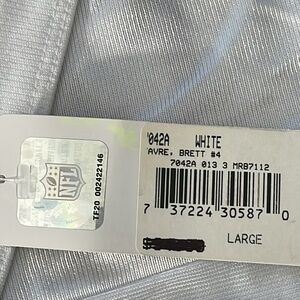 NFL
TF20 002422146
7042A WHITE
AVRE, BRETT #4
7042A 013 3 MRB7112
7 37224 30587 0
LARGE